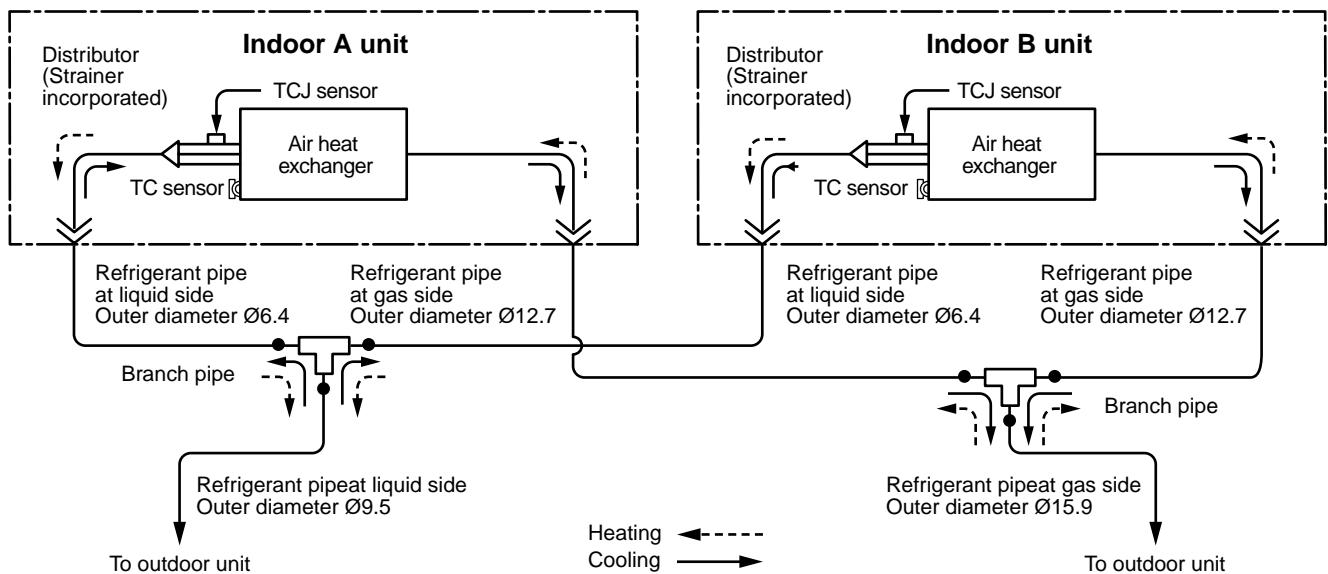 Indoor A unit
Distributor
(Strainer
incorporated)
TCJ sensor
Air heat
exchanger
TC sensor
Indoor B unit
Distributor
(Strainer
incorporated)
TCJ sensor
Air heat
exchanger
TC sensor
Refrigerant pipe
at liquid side
Outer diameter Ø6.4
Refrigerant pipe
at gas side
Outer diameter Ø12.7
Refrigerant pipe
at liquid side
Outer diameter Ø6.4
Refrigerant pipe
at gas side
Outer diameter Ø12.7
Branch pipe
Branch pipe
Refrigerant pipeat liquid side
Outer diameter Ø9.5
Refrigerant pipeat gas side
Outer diameter Ø15.9
Heating
Cooling
To outdoor unit
To outdoor unit